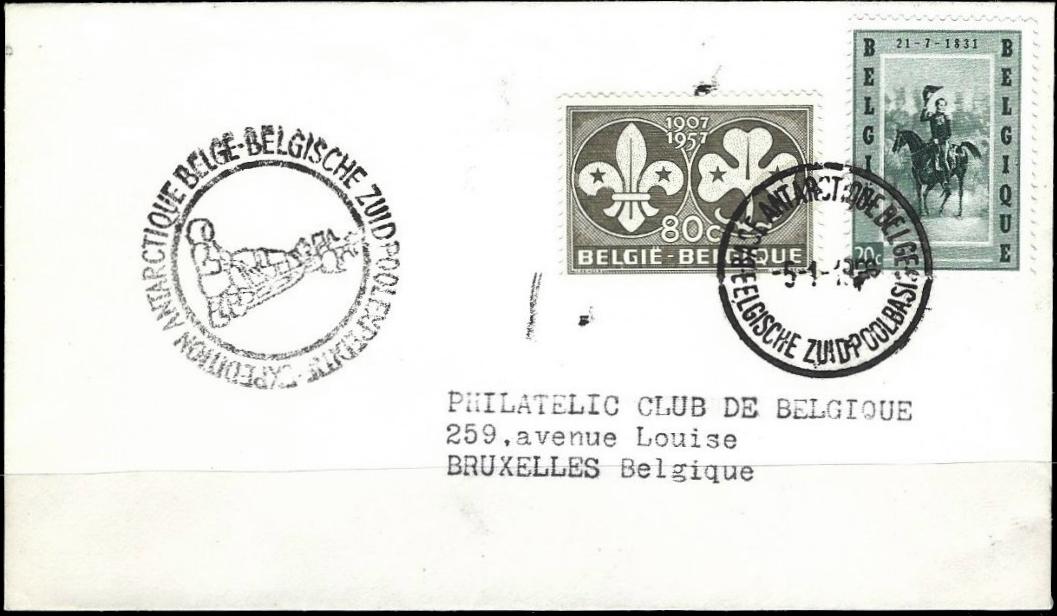 BELGIQUE
21-7-1831
BELGIQUE
20c
1907
1957
80c
BELGIË-BELGIQUE
EXPEDITION ANTARCTIQUE BELGE-BELGISCHE ZUIDPOOLEXPEDITIE
BASE ANTARCTIQUE BELGE
BELGISCHE ZUIDPOOLBASIS
PHILATELIC CLUB DE BELGIQUE
259,avenue Louise
BRUXELLES Belgique